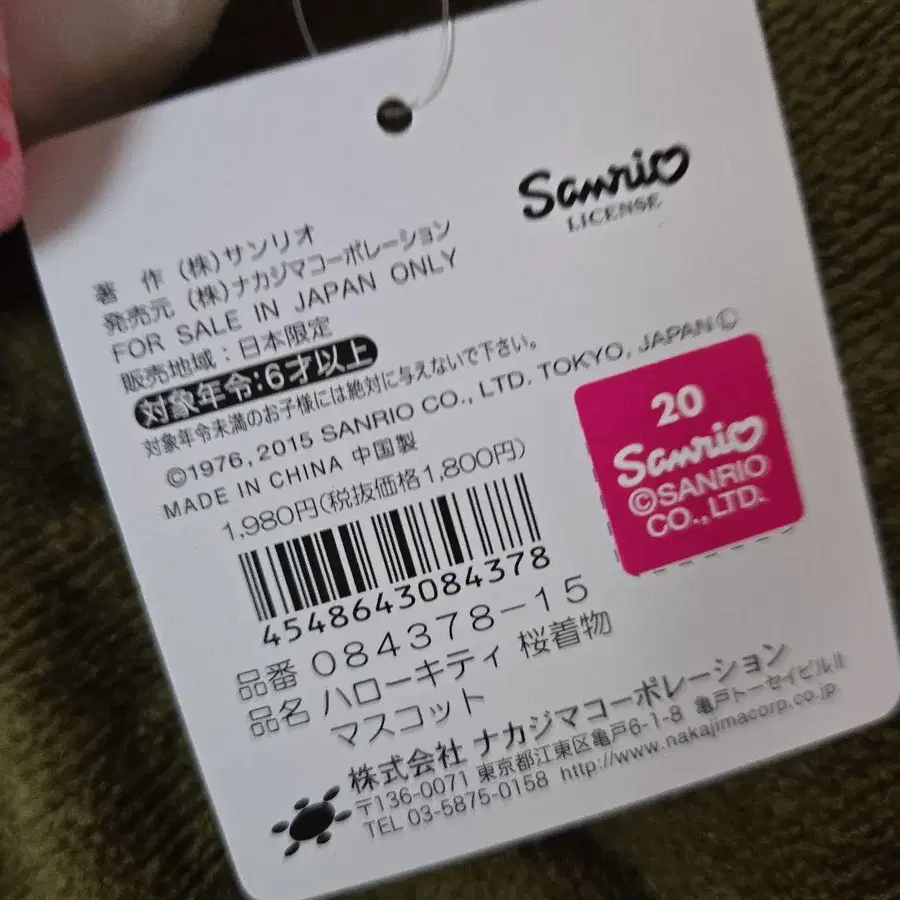 Sanrio
LICENSE
著 作 (株)サンリオ
発売元 (株)ナカジマコーポレーション
FOR SALE IN JAPAN ONLY
販売地域:日本限定
対象年令:6才以上
対象年令未満のお子様には絶対に与えないで下さい。
©1976, 2015 SANRIO CO., LTD. TOKYO, JAPAN Ⓒ
MADE IN CHINA 中国製
1,980円(税抜価格1,800円)
20
Sanrio
©SANRIO
CO.,LTD.
4548643084378
品番 084378-15
品名 ハローキティ 桜着物
マスコット
株式会社 ナカジマコーポレーション
〒136-0071 東京都江東区亀戸6-1-8 亀戸トーセイビルⅡ
TEL 03-5875-0158 http://www.nakajimacorp.co.jp